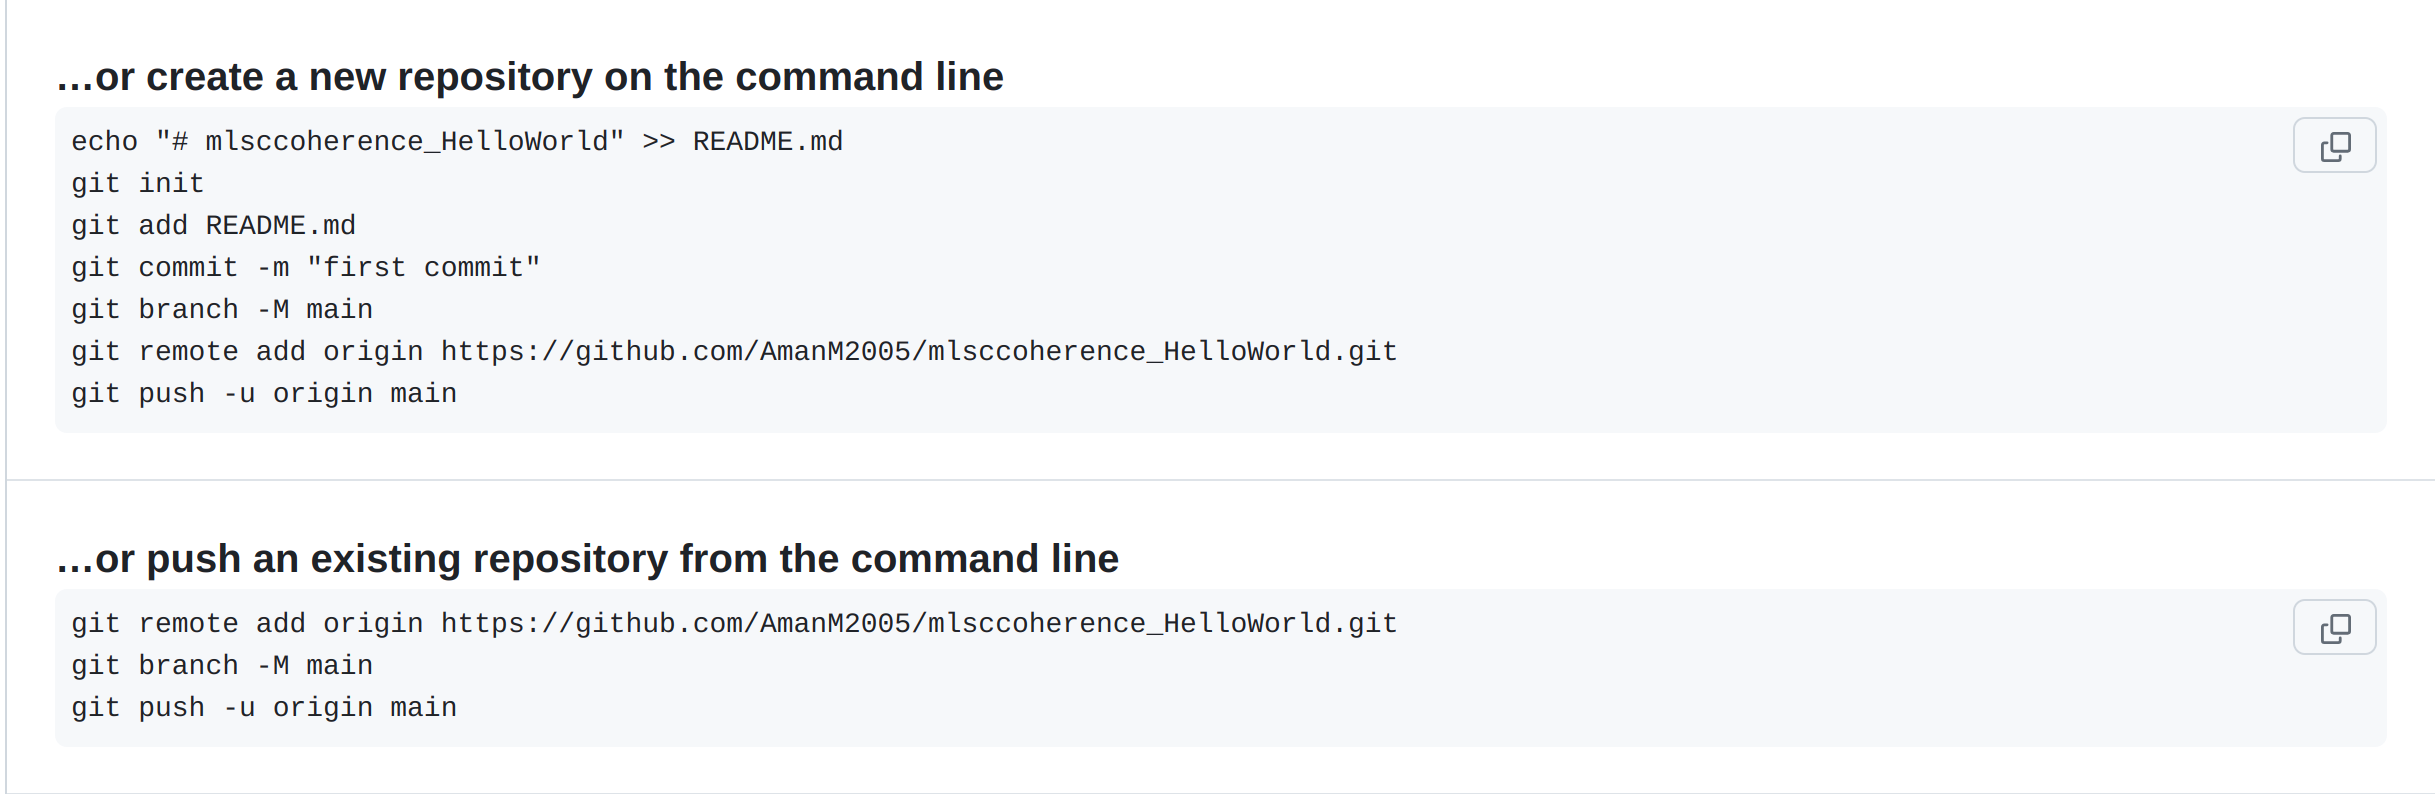 ...or create a new repository on the command line
echo "# mlsccoherence_HelloWorld" >> README.md
git init
git add README.md
git commit -m "first commit"
git branch -M main
git remote add origin https://github.com/AmanM2005/mlsccoherence_HelloWorld.git
git push -u origin main
...or push an existing repository from the command line
git remote add origin https://github.com/AmanM2005/mlsccoherence_HelloWorld.git
git branch -M main
git push -u origin main